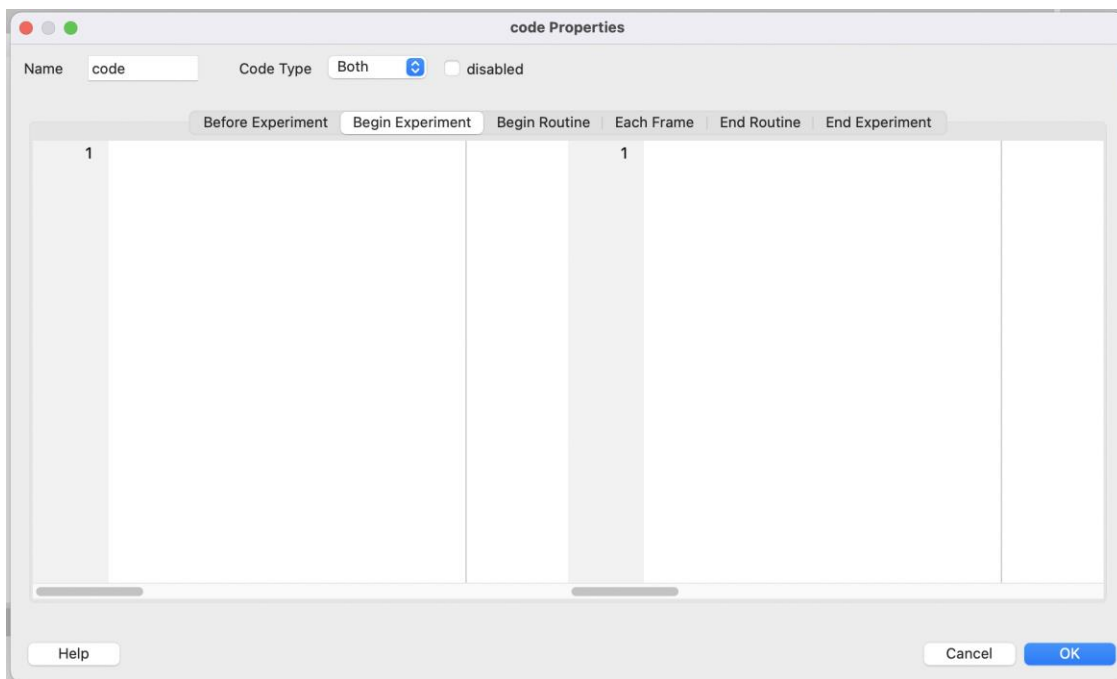 code Properties
Name code Code Type Both disabled
Before Experiment Begin Experiment Begin Routine Each Frame End Routine End Experiment
1 1
Help Cancel OK